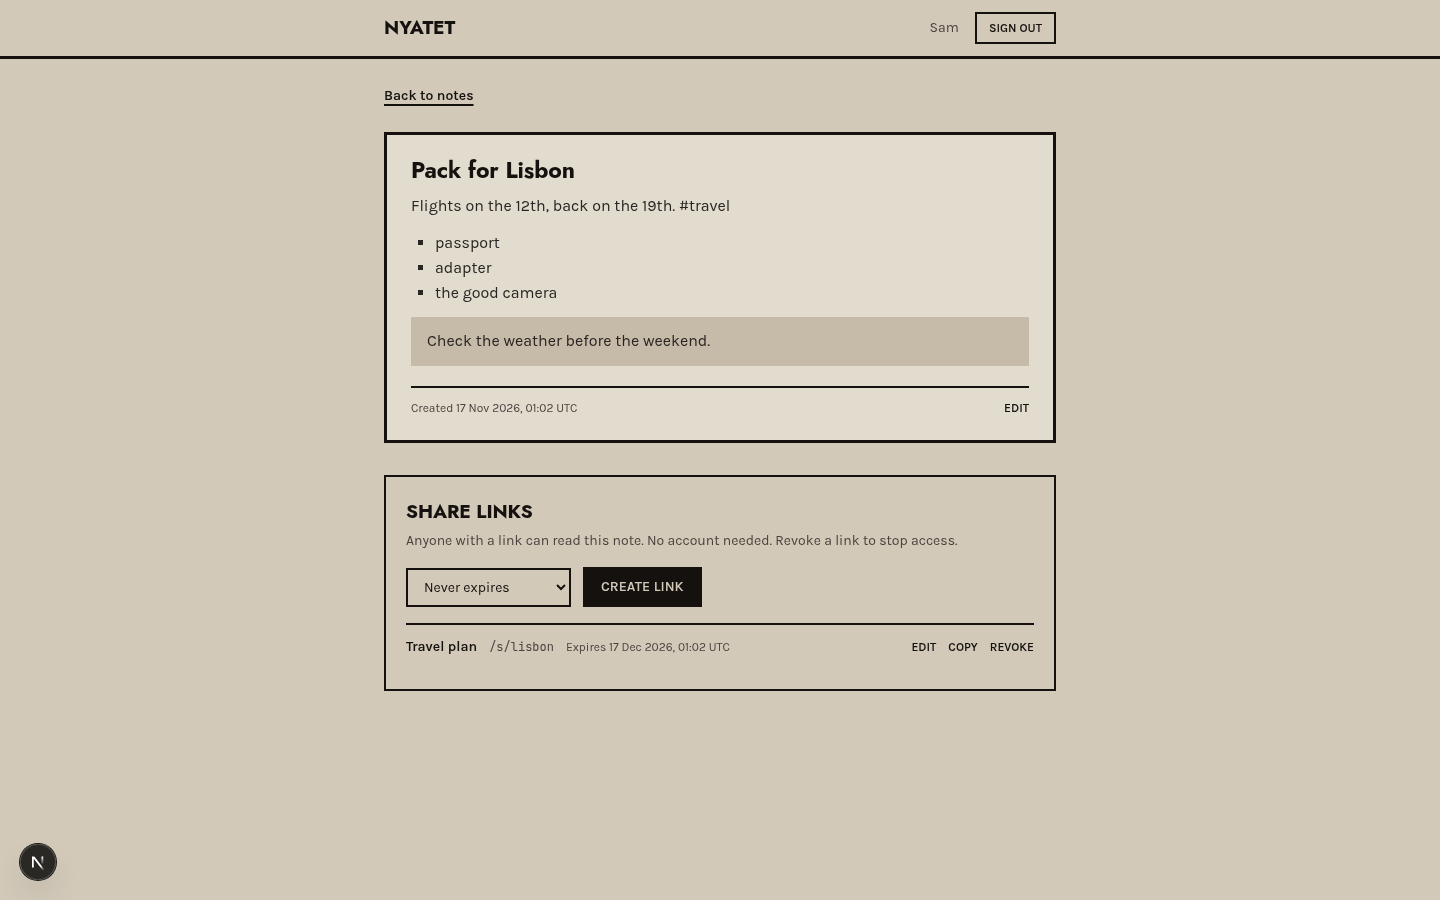 NYATET
Sam SIGN OUT
Back to notes
Pack for Lisbon
Flights on the 12th, back on the 19th. #travel
passport
adapter
the good camera
Check the weather before the weekend.
Created 17 Nov 2026, 01:02 UTC EDIT
SHARE LINKS
Anyone with a link can read this note. No account needed. Revoke a link to stop access.
Never expires CREATE LINK
Travel plan /s/lisbon Expires 17 Dec 2026, 01:02 UTC EDIT COPY REVOKE
N